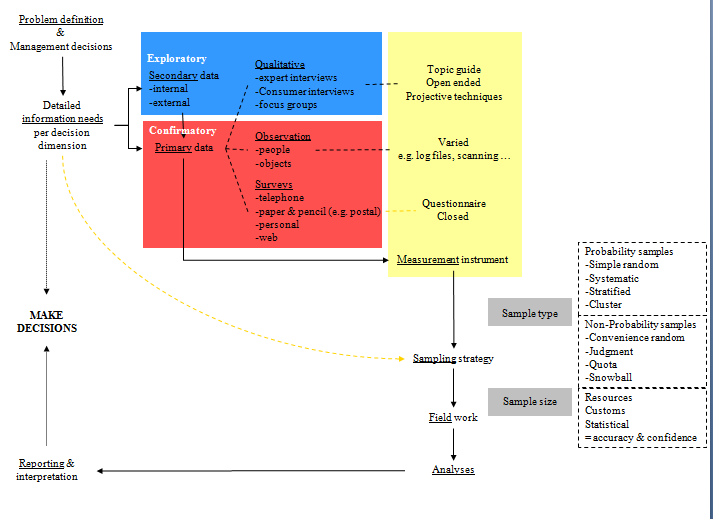 Problem definition
&
Management decisions
Detailed
information needs
per decision
dimension
MAKE
DECISIONS
Reporting &
interpretation
Exploratory
Secondary data
-internal
-external
Qualitative
-expert interviews
-Consumer interviews
-focus groups
Confirmatory
Primary data
Observation
-people
-objects
Surveys
-telephone
-paper & pencil (e.g. postal)
-personal
-web
Topic guide
Open ended
Projective techniques
Varied
e.g. log files, scanning ...
Questionnaire
Closed
Measurement instrument
Sample type
Sampling strategy
Sample size
Field work
Analyses
Probability samples
-Simple random
-Systematic
-Stratified
-Cluster
Non-Probability samples
-Convenience random
-Judgment
-Quota
-Snowball
Resources
Customs
Statistical
= accuracy & confidence